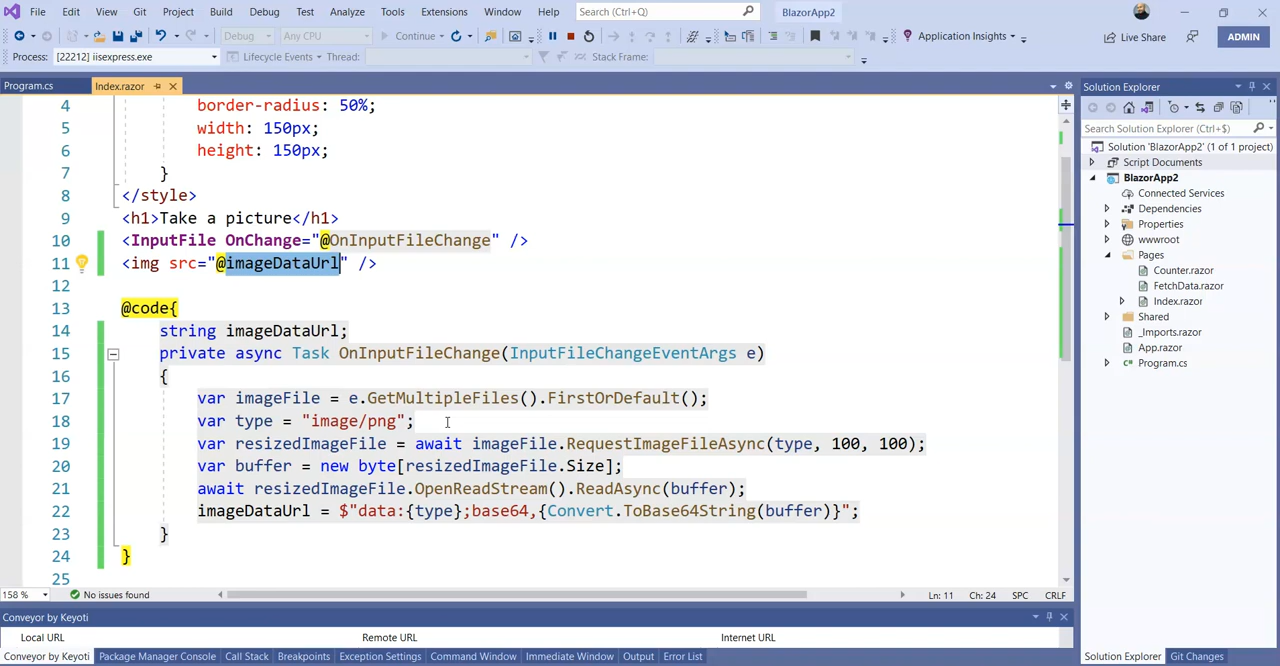 File Edit View Git Project Build Debug Test Analyze Tools Extensions Window Help Search (Ctrl+Q) BlazorApp2
Debug Any CPU Continue Application Insights Live Share ADMIN
Process: [22212] iisexpress.exe Lifecycle Events Thread: Stack Frame:
Program.cs Index.razor
4 border-radius: 50%;
5 width: 150px;
6 height: 150px;
7 }
8 </style>
9 <h1>Take a picture</h1>
10 <InputFile OnChange="@OnInputFileChange" />
11 <img src="@imageDataUrl" />
12
13 @code{
14 string imageDataUrl;
15 private async Task OnInputFileChange(InputFileChangeEventArgs e)
16 {
17 var imageFile = e.GetMultipleFiles().FirstOrDefault();
18 var type = "image/png";
19 var resizedImageFile = await imageFile.RequestImageFileAsync(type, 100, 100);
20 var buffer = new byte[resizedImageFile.Size];
21 await resizedImageFile.OpenReadStream().ReadAsync(buffer);
22 imageDataUrl = $"data:{type};base64,{Convert.ToBase64String(buffer)}";
23 }
24 }
25
158 % No issues found Ln: 11 Ch: 24 SPC CRLF
Conveyor by Keyoti
Local URL Remote URL Internet URL
Conveyor by Keyoti Package Manager Console Call Stack Breakpoints Exception Settings Command Window Immediate Window Output Error List
Solution Explorer
Search Solution Explorer (Ctrl+$)
Solution 'BlazorApp2' (1 of 1 project)
Script Documents
BlazorApp2
Connected Services
Dependencies
Properties
wwwroot
Pages
Counter.razor
FetchData.razor
Index.razor
Shared
_Imports.razor
App.razor
Program.cs
Solution Explorer Git Changes